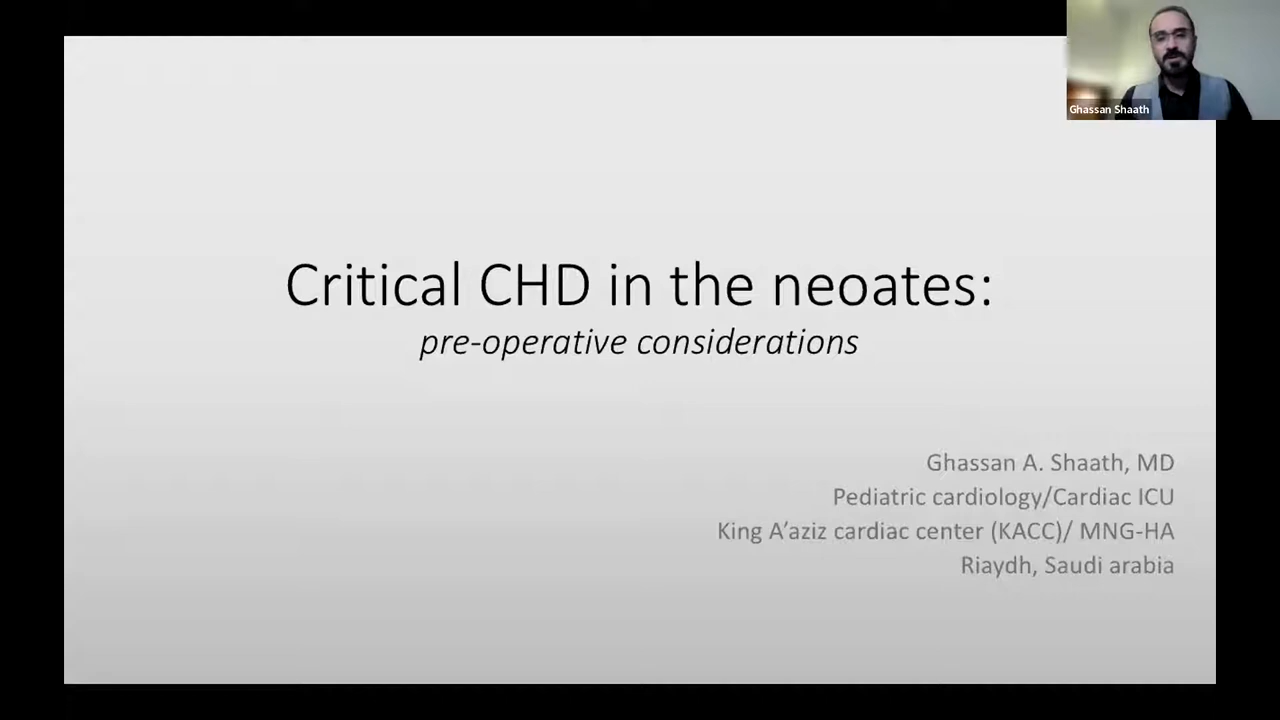 Ghassan Shaath
Critical CHD in the neoates:
pre-operative considerations
Ghassan A. Shaath, MD
Pediatric cardiology/Cardiac ICU
King A’aziz cardiac center (KACC)/ MNG-HA
Riaydh, Saudi arabia